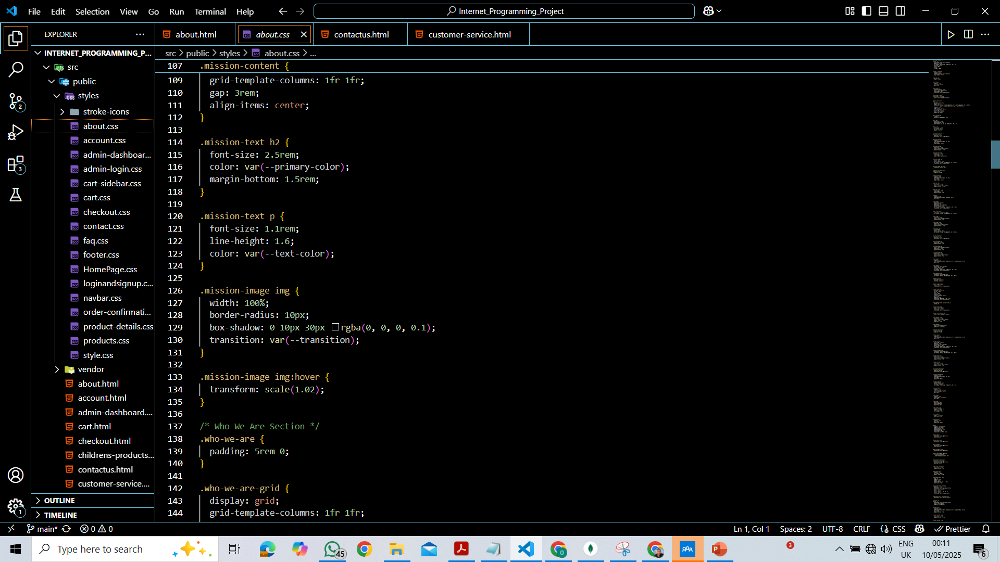 File Edit Selection View Go Run Terminal Help
Internet_Programming_Project
EXPLORER
about.html
about.css
contactus.html
customer-service.html
INTERNET_PROGRAMMING_P...
src
public
styles
stroke-icons
about.css
account.css
admin-dashboar...
admin-login.css
cart-sidebar.css
cart.css
checkout.css
contact.css
faq.css
footer.css
HomePage.css
loginandsignup.c...
navbar.css
order-confirmati...
product-details.css
products.css
style.css
vendor
about.html
account.html
admin-dashboard....
cart.html
checkout.html
childrens-products...
contactus.html
customer-service....
OUTLINE
TIMELINE
src > public > styles > about.css > ...
107 .mission-content {
109 grid-template-columns: 1fr 1fr;
110 gap: 3rem;
111 align-items: center;
112 }
113
114 .mission-text h2 {
115 font-size: 2.5rem;
116 color: var(--primary-color);
117 margin-bottom: 1.5rem;
118 }
119
120 .mission-text p {
121 font-size: 1.1rem;
122 line-height: 1.6;
123 color: var(--text-color);
124 }
125
126 .mission-image img {
127 width: 100%;
128 border-radius: 10px;
129 box-shadow: 0 10px 30px rgba(0, 0, 0, 0.1);
130 transition: var(--transition);
131 }
132
133 .mission-image img:hover {
134 transform: scale(1.02);
135 }
136
137 /* Who We Are Section */
138 .who-we-are {
139 padding: 5rem 0;
140 }
141
142 .who-we-are-grid {
143 display: grid;
144 grid-template-columns: 1fr 1fr;
2
3
1
main* 0 0
Ln 1, Col 1 Spaces: 2 UTF-8 CRLF {} CSS Prettier
Type here to search
45
3
ENG
UK
00:11
10/05/2025
6